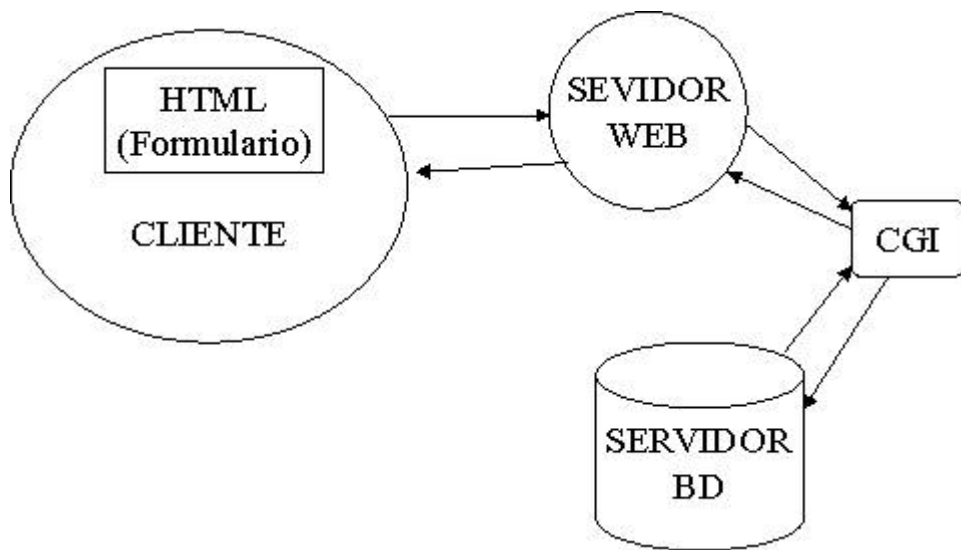 HTML
(Formulario)
CLIENTE
SEVIDOR
WEB
CGI
SERVIDOR
BD